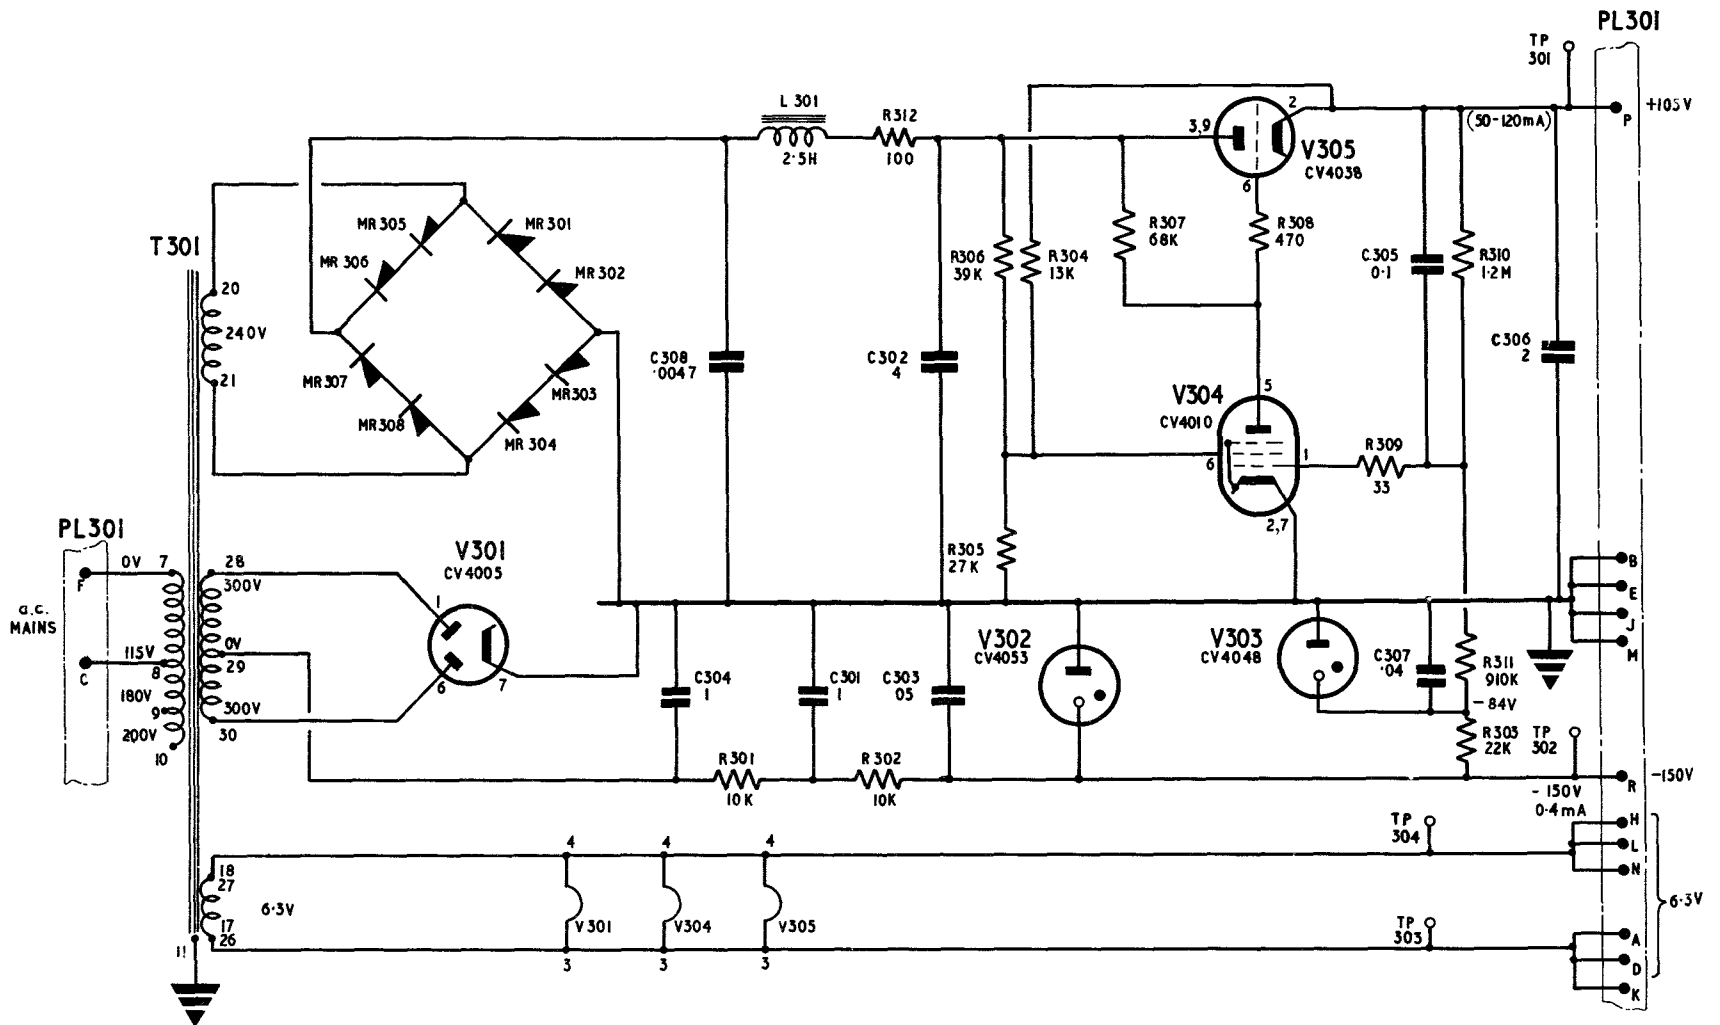 PL301
TP
301
+105V
P
(50-120mA)
L 301
2·5H
R312
100
2
3,9
V305
CV4038
6
T301
MR305
MR301
MR 306
MR 302
20
240V
21
MR307
MR303
MR308
MR 304
C308
·0047
C302
4
R306
39K
R304
13K
R307
68K
R308
470
C305
0·1
R310
1·2M
C306
2
V304
CV4010
5
6
1
2,7
R309
33
R305
27K
PL301
a.c.
MAINS
F
C
0V
7
115V
8
180V
9
200V
10
28
300V
0V
29
300V
30
V301
CV4005
1
6
7
C304
1
C301
1
C303
05
V302
CV4053
V303
CV4048
C307
·04
R311
910K
-84V
R303
22K
TP
302
B
E
J
M
R301
10K
R302
10K
R
-150V
-150V
0·4mA
TP
304
H
L
N
6·3V
TP
303
A
D
K
18
27
6·3V
17
26
11
4
4
4
V301
V304
V305
3
3
3